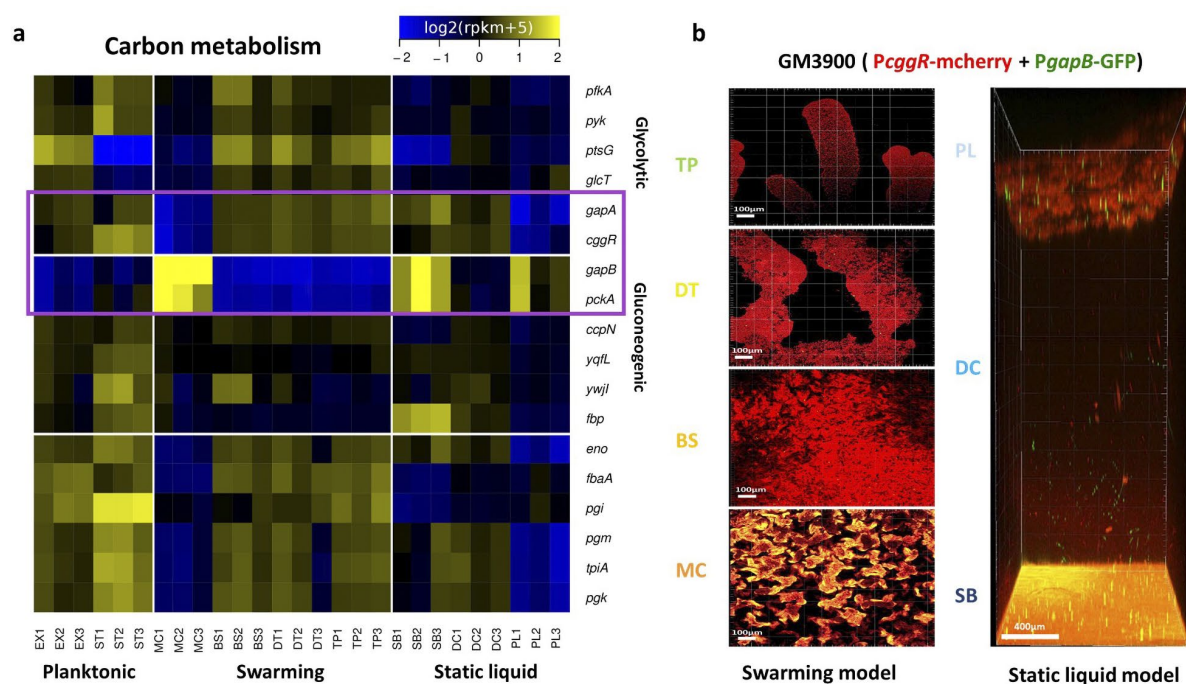 a
Carbon metabolism
log2(rpkm+5)
−2 −1 0 1 2
pfkA
pyk
ptsG
glcT
gapA
cggR
gapB
pckA
ccpN
yqfL
ywjI
fbp
eno
fbaA
pgi
pgm
tpiA
pgk
Glycolytic
Gluconeogenic
EX1 EX2 EX3 ST1 ST2 ST3 MC1 MC2 MC3 BS1 BS2 BS3 DT1 DT2 DT3 TP1 TP2 TP3 SB1 SB2 SB3 DC1 DC2 DC3 PL1 PL2 PL3
Planktonic Swarming Static liquid
b
GM3900 ( PcggR-mcherry + PgapB-GFP)
TP
100µm
DT
100µm
BS
100µm
MC
100µm
Swarming model
PL
DC
SB
400µm
Static liquid model